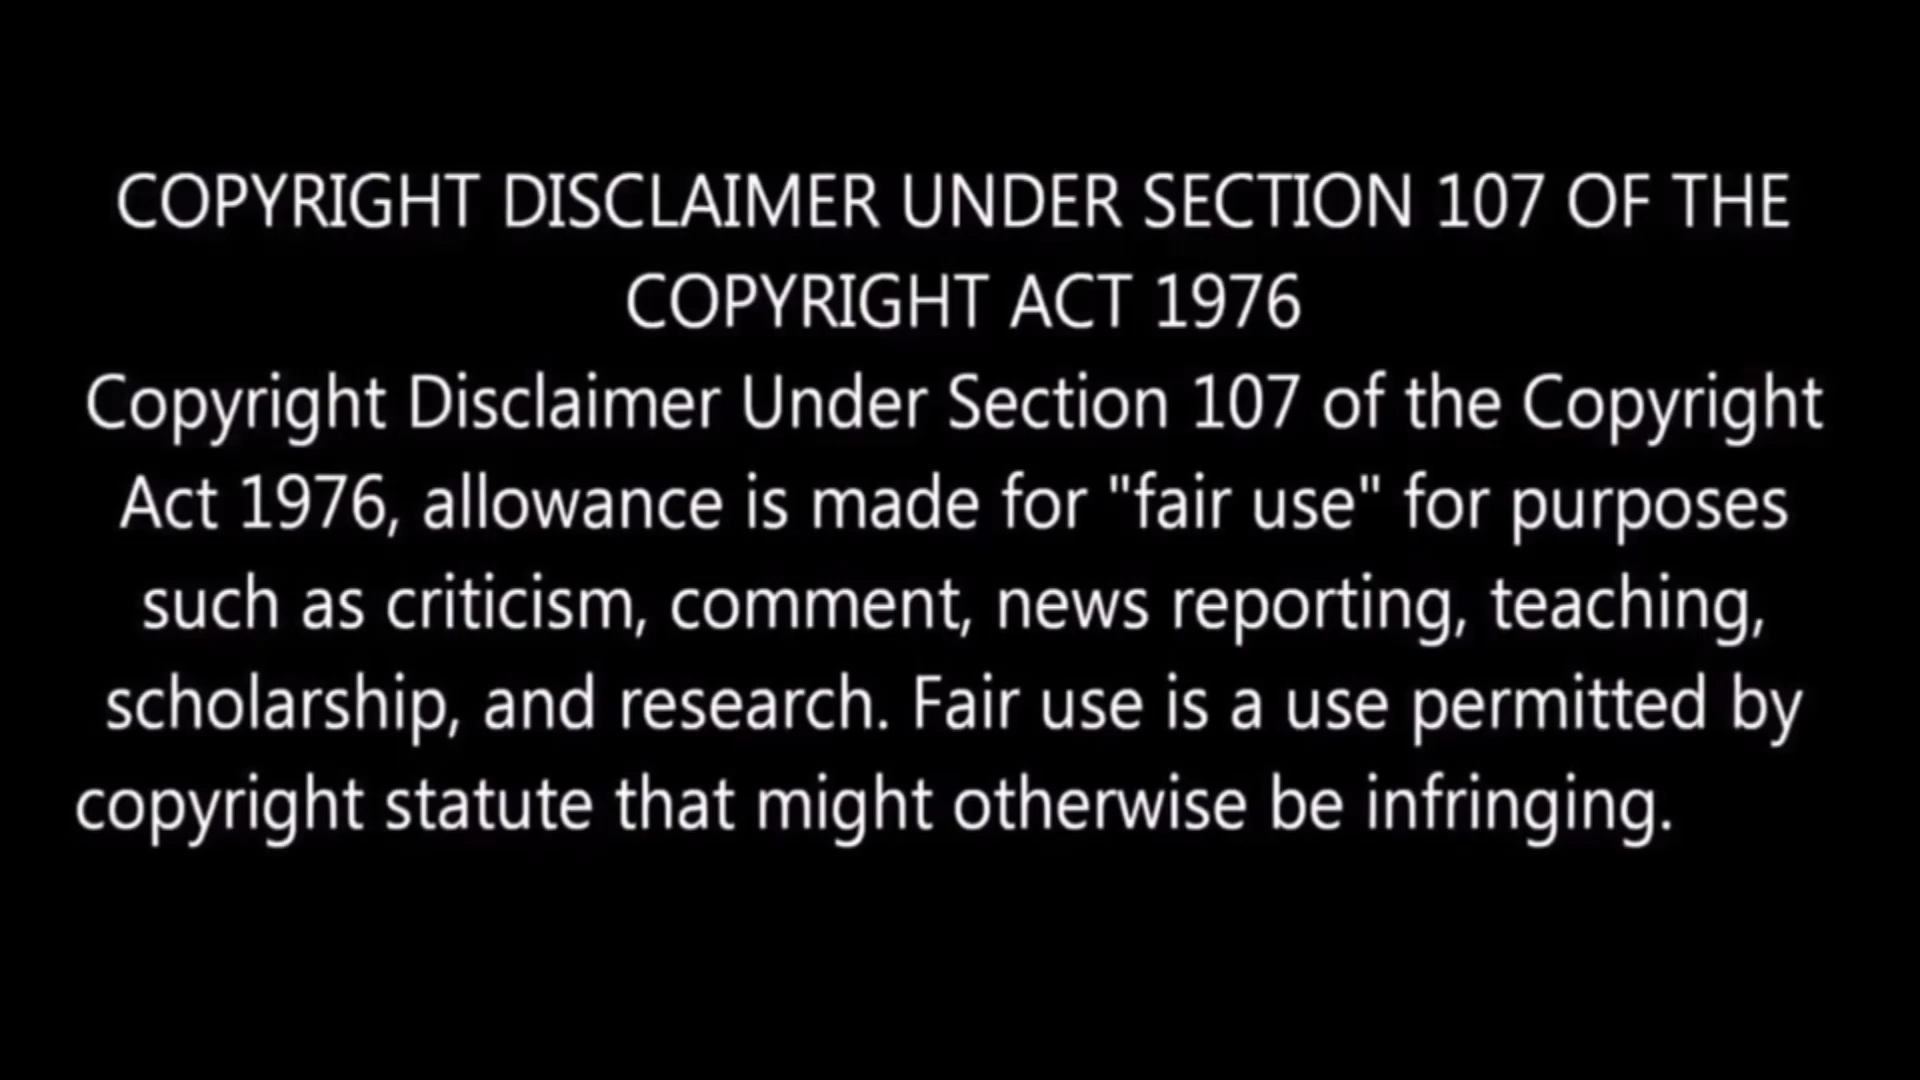 COPYRIGHT DISCLAIMER UNDER SECTION 107 OF THE
COPYRIGHT ACT 1976
Copyright Disclaimer Under Section 107 of the Copyright
Act 1976, allowance is made for "fair use" for purposes
such as criticism, comment, news reporting, teaching,
scholarship, and research. Fair use is a use permitted by
copyright statute that might otherwise be infringing.